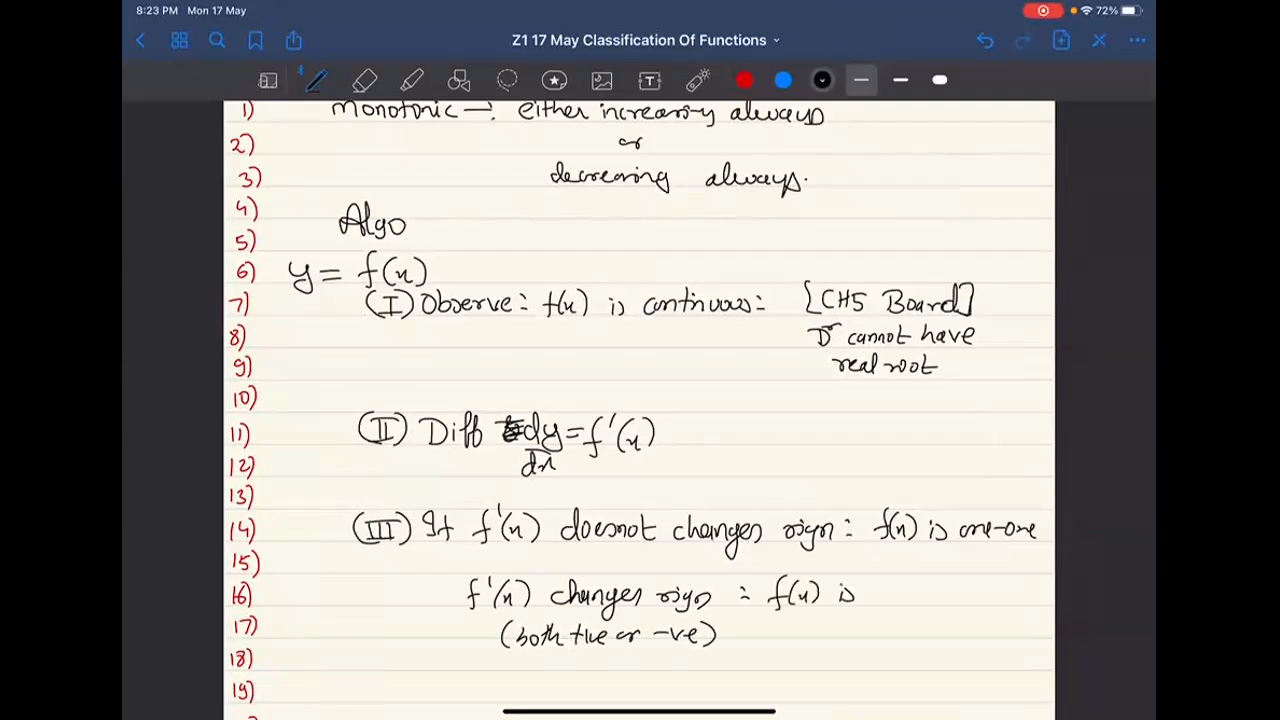 8:23 PM Mon 17 May
72%
Z1 17 May Classification Of Functions
1) Monotonic → : either increasing always
2) or
3) decreasing always.
4) Algo
5)
6) y = f(x)
7) (I) Observe : f(x) is continuous : [CH5 Board]
8) Dr cannot have
9) real root
10)
11) (II) Diff dy/dx = f'(x)
12)
13)
14) (III) If f'(x) doesnot changes sign : f(x) is one-one
15)
16) f'(x) changes sign : f(x) is
17) (both +ve or -ve)
18)
19)